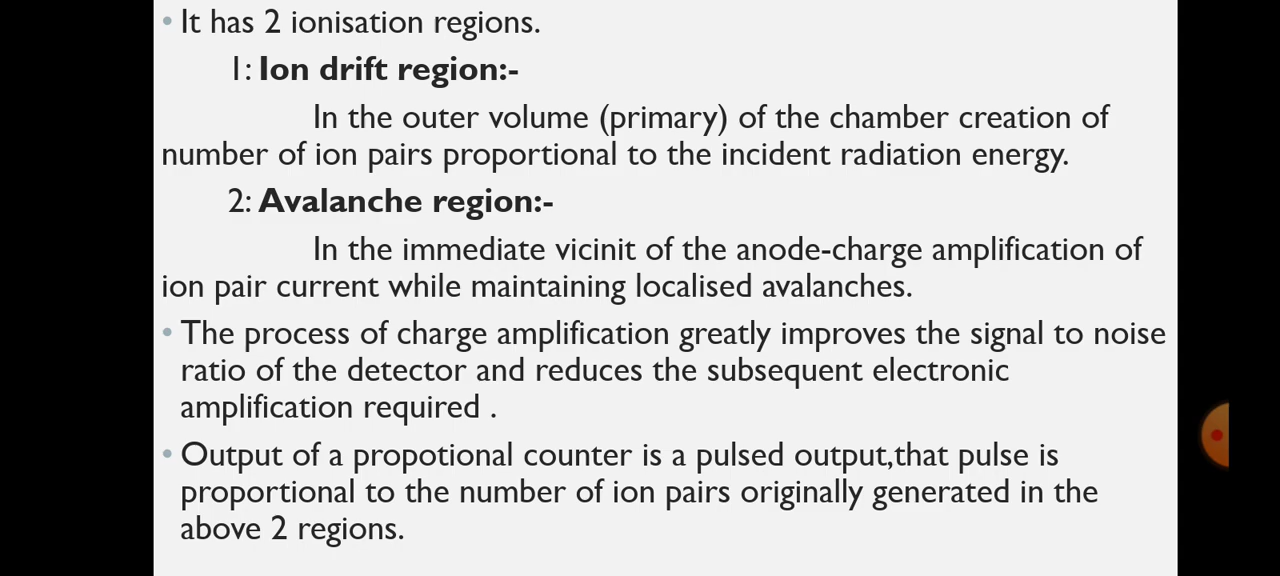 • It has 2 ionisation regions.
1: Ion drift region:-
In the outer volume (primary) of the chamber creation of
number of ion pairs proportional to the incident radiation energy.
2: Avalanche region:-
In the immediate vicinit of the anode-charge amplification of
ion pair current while maintaining localised avalanches.
• The process of charge amplification greatly improves the signal to noise
ratio of the detector and reduces the subsequent electronic
amplification required .
• Output of a propotional counter is a pulsed output,that pulse is
proportional to the number of ion pairs originally generated in the
above 2 regions.